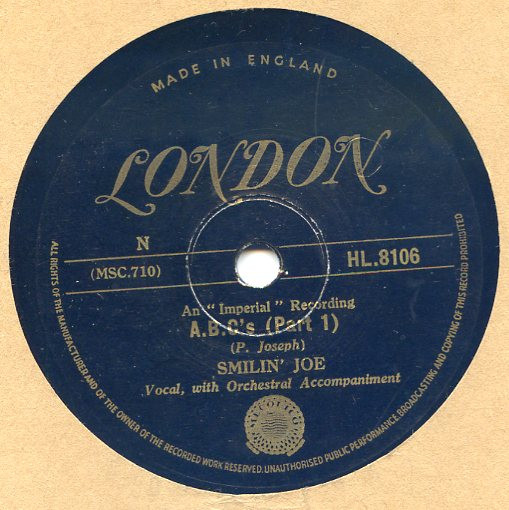 MADE IN ENGLAND
LONDON
N
(MSC.710)
HL.8106
An "Imperial" Recording
A.B.C's (Part 1)
(P. Joseph)
SMILIN' JOE
Vocal, with Orchestral Accompaniment
ALL RIGHTS OF THE MANUFACTURER AND OF THE OWNER OF THE RECORDED WORK RESERVED. UNAUTHORISED PUBLIC PERFORMANCE, BROADCASTING AND COPYING OF THIS RECORD PROHIBITED